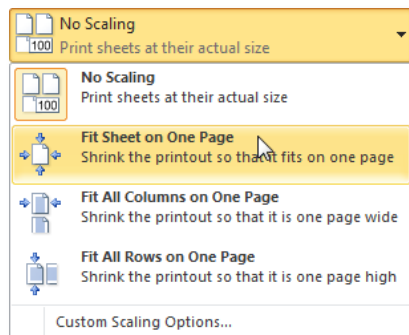 No Scaling
100 Print sheets at their actual size
No Scaling
100 Print sheets at their actual size
Fit Sheet on One Page
Shrink the printout so that it fits on one page
Fit All Columns on One Page
Shrink the printout so that it is one page wide
Fit All Rows on One Page
Shrink the printout so that it is one page high
Custom Scaling Options...